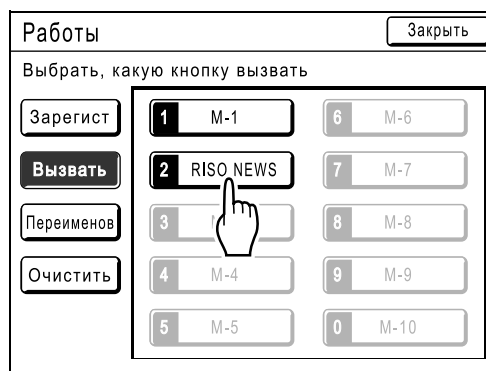 Работы
Закрыть
Выбрать, какую кнопку вызвать
Зарегист
Вызвать
Переименов
Очистить
1 M-1
2 RISO NEWS
3
4 M-4
5 M-5
6 M-6
7 M-7
8 M-8
9 M-9
0 M-10